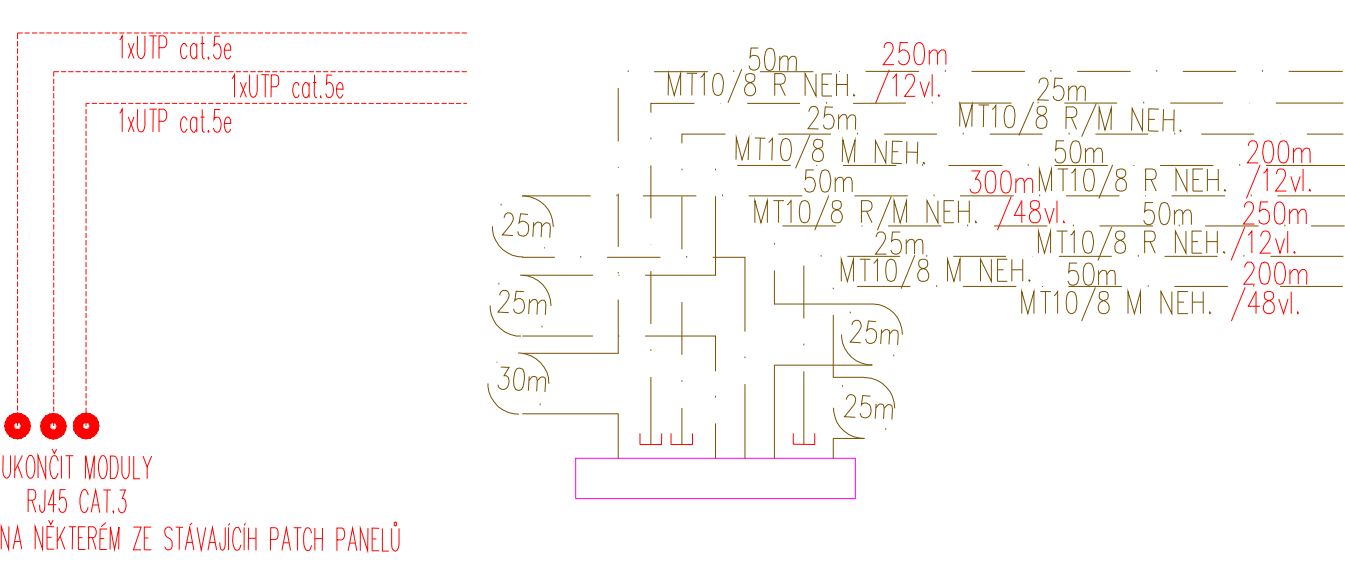 1xUTP cat.5e
1xUTP cat.5e
1xUTP cat.5e
50m 250m
MT10/8 R NEH. /12vl.
25m
MT10/8 R/M NEH.
25m
MT10/8 M NEH.
50m 200m
MT10/8 R NEH. /12vl.
50m 300m
MT10/8 R/M NEH. /48vl.
50m 250m
MT10/8 R NEH. /12vl.
25m
MT10/8 M NEH.
50m 200m
MT10/8 M NEH. /48vl.
25m
25m
30m
25m
25m
UKONČIT MODULY
RJ45 CAT.3
NA NĚKTERÉM ZE STÁVAJÍCÍH PATCH PANELŮ